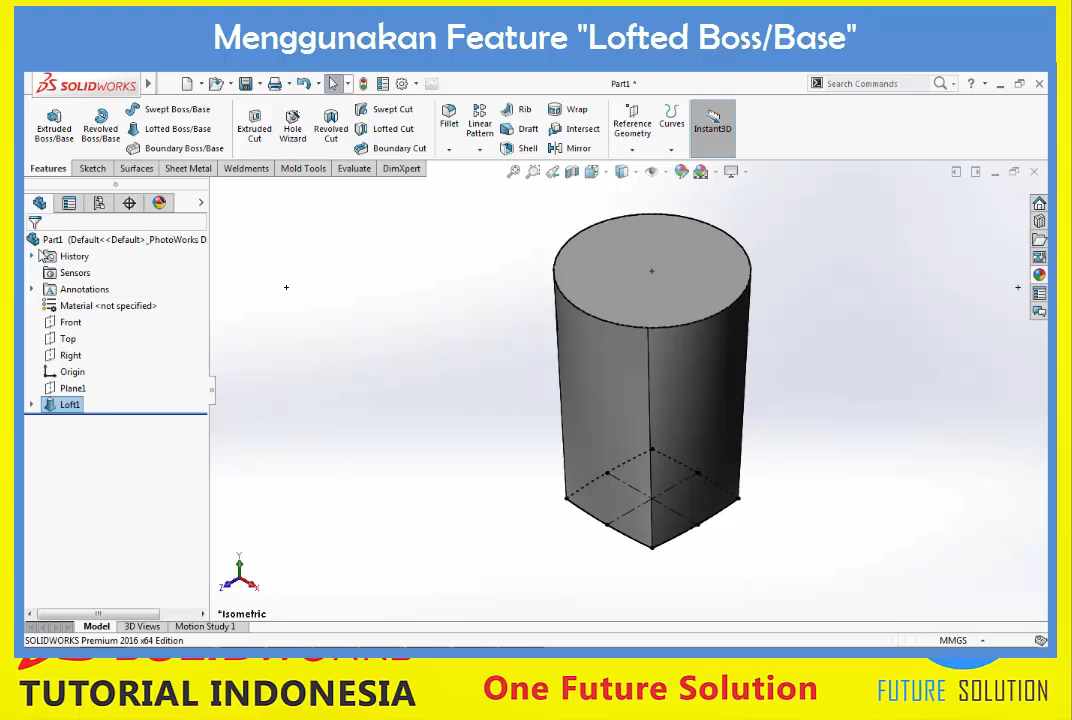 Menggunakan Feature "Lofted Boss/Base"
SOLIDWORKS
Part1 *
Search Commands
?
Extruded Boss/Base
Revolved Boss/Base
Swept Boss/Base
Lofted Boss/Base
Boundary Boss/Base
Extruded Cut
Hole Wizard
Revolved Cut
Swept Cut
Lofted Cut
Boundary Cut
Fillet
Linear Pattern
Rib
Draft
Shell
Wrap
Intersect
Mirror
Reference Geometry
Curves
Instant3D
Features
Sketch
Surfaces
Sheet Metal
Weldments
Mold Tools
Evaluate
DimXpert
Part1 (Default<<Default>_PhotoWorks D
History
Sensors
Annotations
Material <not specified>
Front
Top
Right
Origin
Plane1
Loft1
Y
Z
X
*Isometric
Model
3D Views
Motion Study 1
SOLIDWORKS Premium 2016 x64 Edition
MMGS
TUTORIAL INDONESIA
One Future Solution
FUTURE SOLUTION